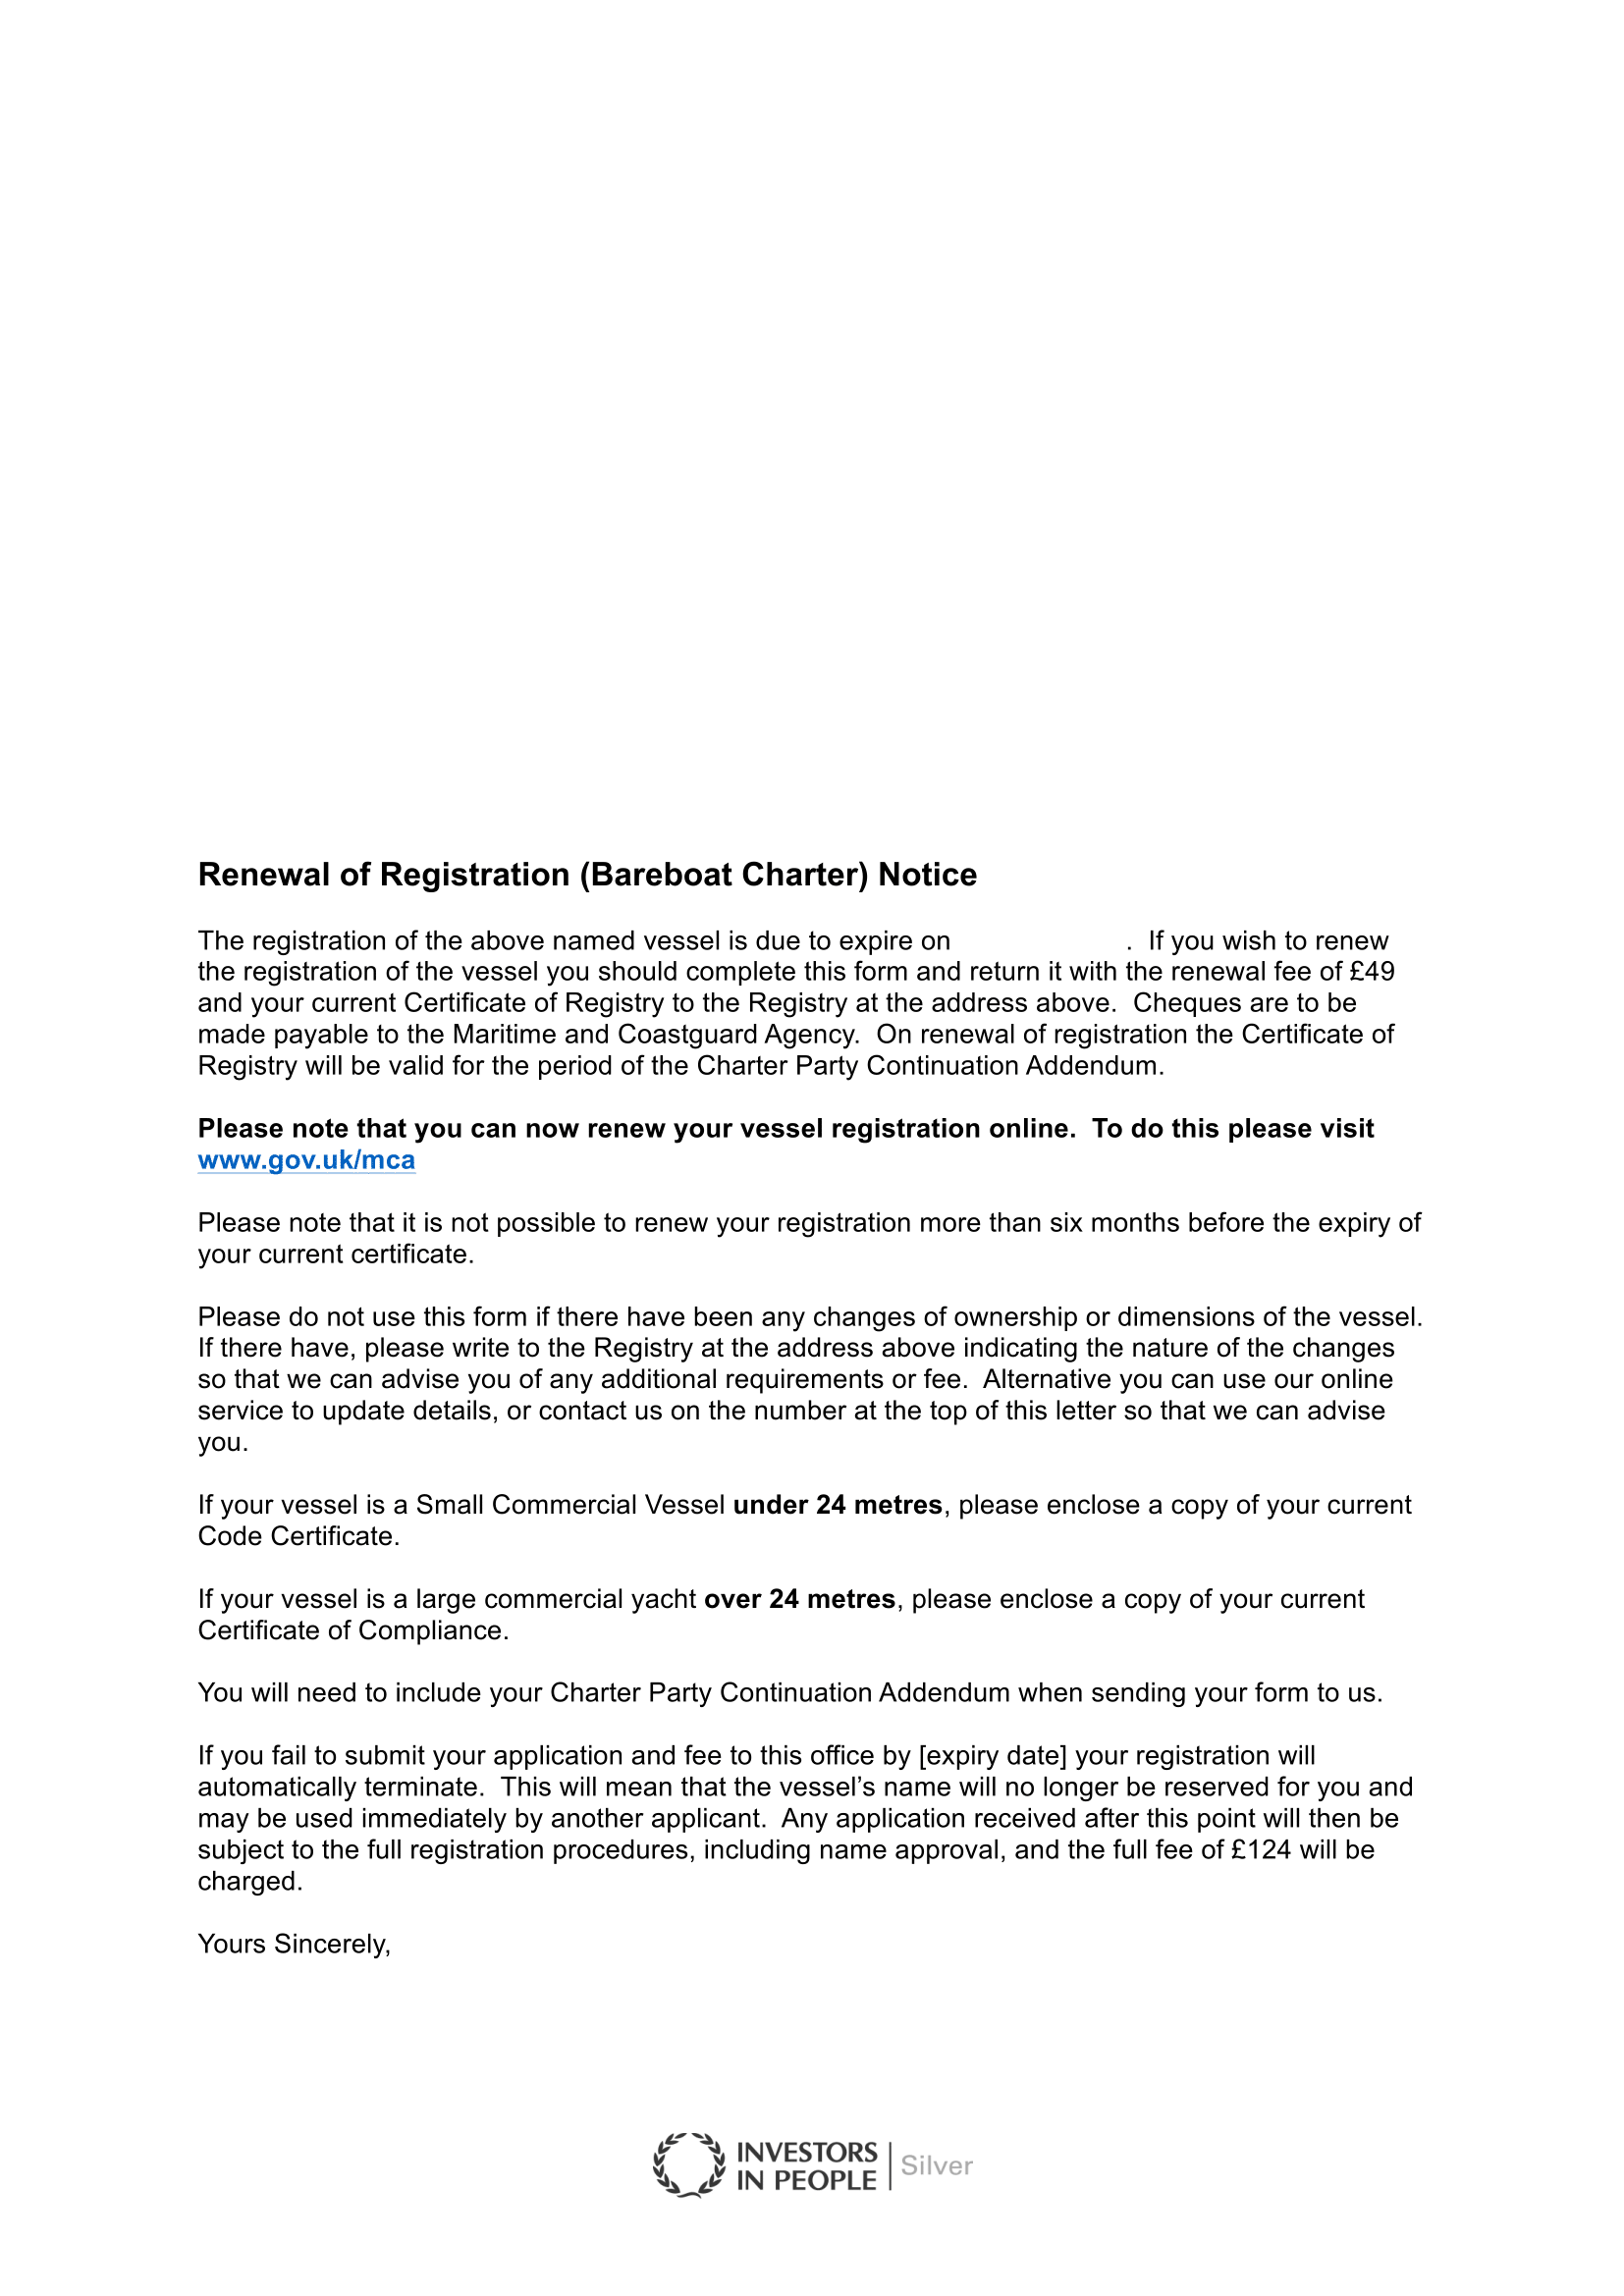 Renewal of Registration (Bareboat Charter) Notice
The registration of the above named vessel is due to expire on . If you wish to renew
the registration of the vessel you should complete this form and return it with the renewal fee of £49
and your current Certificate of Registry to the Registry at the address above. Cheques are to be
made payable to the Maritime and Coastguard Agency. On renewal of registration the Certificate of
Registry will be valid for the period of the Charter Party Continuation Addendum.
Please note that you can now renew your vessel registration online. To do this please visit
www.gov.uk/mca
Please note that it is not possible to renew your registration more than six months before the expiry of
your current certificate.
Please do not use this form if there have been any changes of ownership or dimensions of the vessel.
If there have, please write to the Registry at the address above indicating the nature of the changes
so that we can advise you of any additional requirements or fee. Alternative you can use our online
service to update details, or contact us on the number at the top of this letter so that we can advise
you.
If your vessel is a Small Commercial Vessel under 24 metres, please enclose a copy of your current
Code Certificate.
If your vessel is a large commercial yacht over 24 metres, please enclose a copy of your current
Certificate of Compliance.
You will need to include your Charter Party Continuation Addendum when sending your form to us.
If you fail to submit your application and fee to this office by [expiry date] your registration will
automatically terminate. This will mean that the vessel’s name will no longer be reserved for you and
may be used immediately by another applicant. Any application received after this point will then be
subject to the full registration procedures, including name approval, and the full fee of £124 will be
charged.
Yours Sincerely,
INVESTORS
IN PEOPLE
Silver